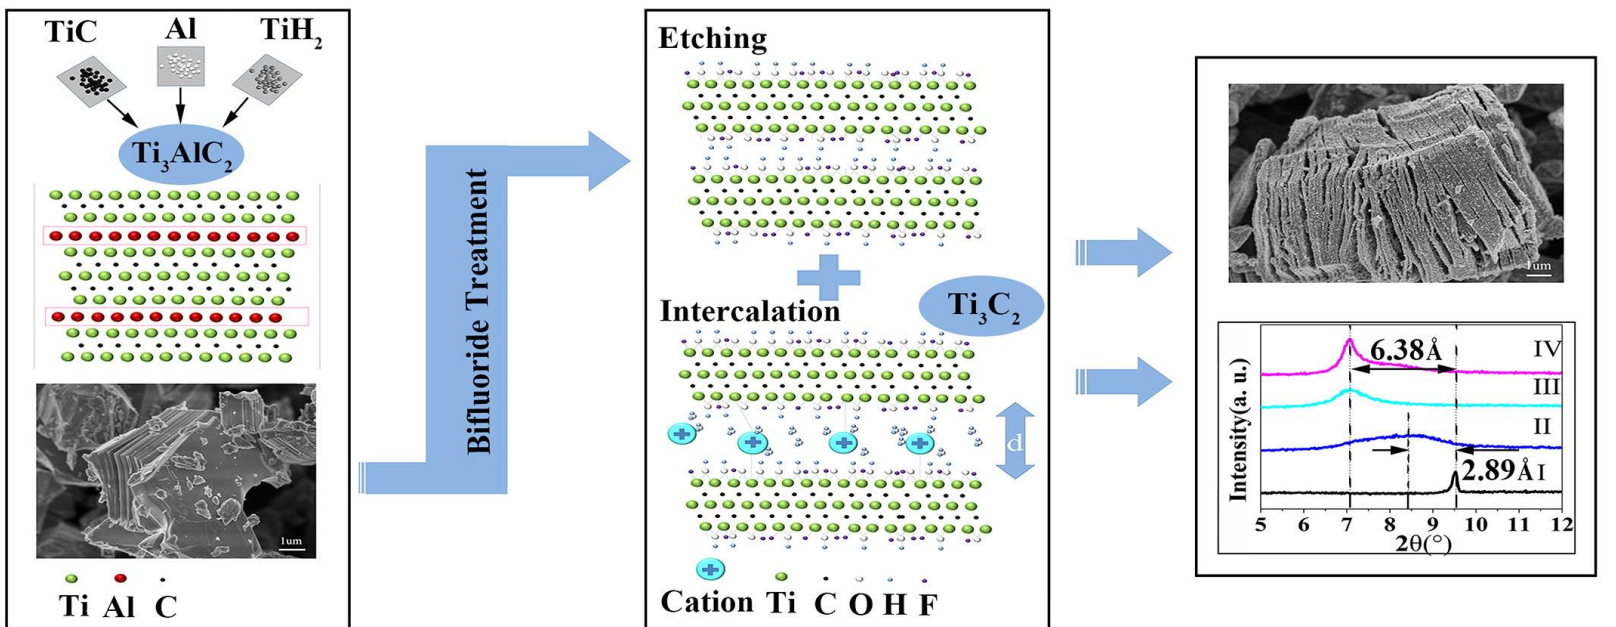 TiC
Al
TiH2
Ti3AlC2
1um
Ti Al C
Bifluoride Treatment
Etching
Intercalation
Ti3C2
d
Cation Ti C O H F
1um
6.38Å
IV
III
II
2.89Å I
Intensity(a. u.)
5 6 7 8 9 10 11 12
2θ(°)